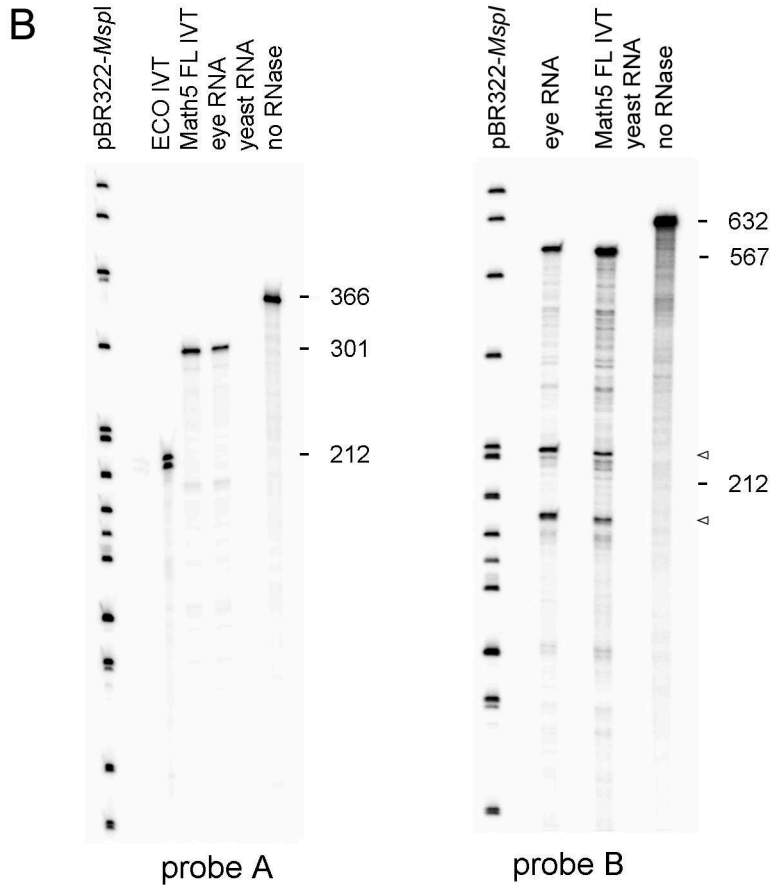 B
pBR322-MspI
ECO IVT
Math5 FL IVT
eye RNA
yeast RNA
no RNase
366
301
212
probe A
pBR322-MspI
eye RNA
Math5 FL IVT
yeast RNA
no RNase
632
567
212
probe B